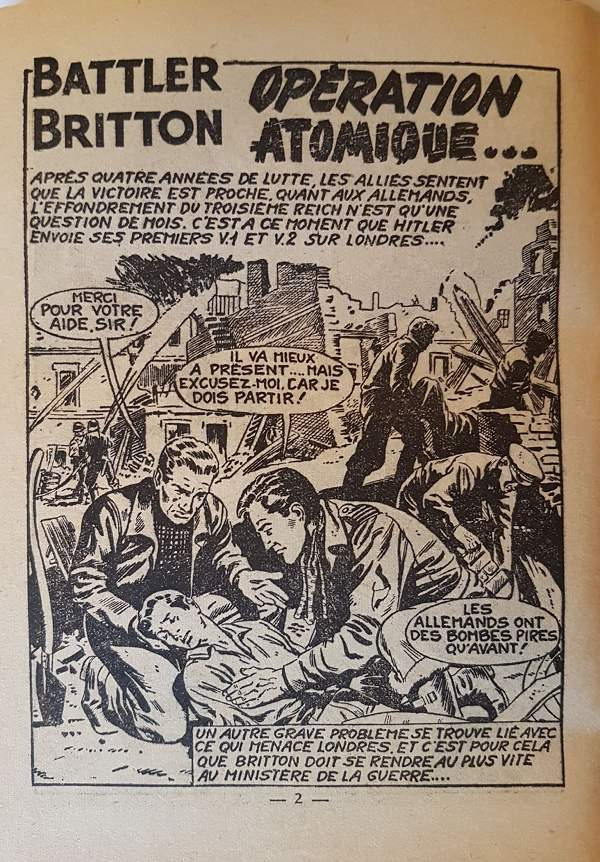 BATTLER
BRITTON
OPÉRATION
ATOMIQUE...
APRÈS QUATRE ANNÉES DE LUTTE, LES ALLIÉS SENTENT
QUE LA VICTOIRE EST PROCHE, QUANT AUX ALLEMANDS,
L'EFFONDREMENT DU TROISIÈME REICH N'EST QU'UNE
QUESTION DE MOIS. C'EST A CE MOMENT QUE HITLER
ENVOIE SES PREMIERS V.1 ET V.2 SUR LONDRES....
MERCI
POUR VOTRE
AIDE, SIR!
IL VA MIEUX
A PRÉSENT.... MAIS
EXCUSEZ-MOI, CAR JE
DOIS PARTIR!
LES
ALLEMANDS ONT
DES BOMBES PIRES
QU'AVANT!
UN AUTRE GRAVE PROBLÈME SE TROUVE LIÉ AVEC
CE QUI MENACE LONDRES, ET C'EST POUR CELA
QUE BRITTON DOIT SE RENDRE AU PLUS VITE
AU MINISTÈRE DE LA GUERRE....
— 2 —